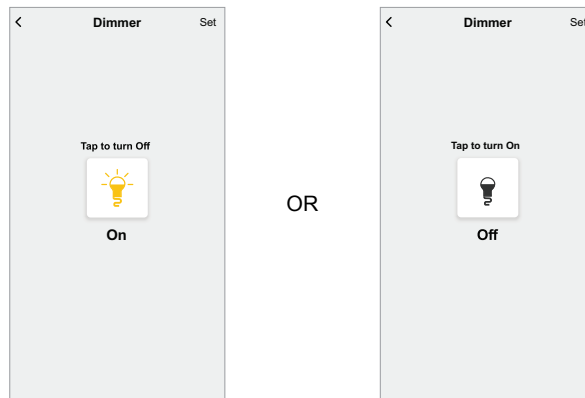 Dimmer Set
Tap to turn Off
On
OR
Dimmer Set
Tap to turn On
Off